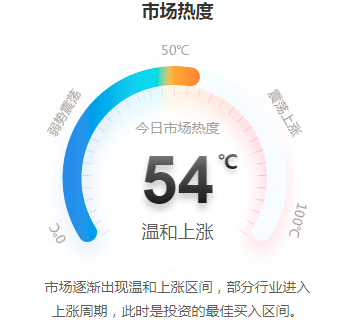 市场热度
50℃
弱势震荡
震荡上涨
今日市场热度
54℃
温和上涨
0℃
100℃
市场逐渐出现温和上涨区间，部分行业进入
上涨周期，此时是投资的最佳买入区间。